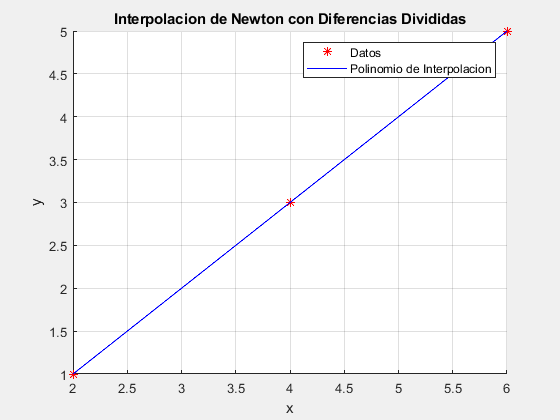 Interpolacion de Newton con Diferencias Divididas
Datos
Polinomio de Interpolacion
5
4.5
4
3.5
3
2.5
2
1.5
1
y
2 2.5 3 3.5 4 4.5 5 5.5 6
x